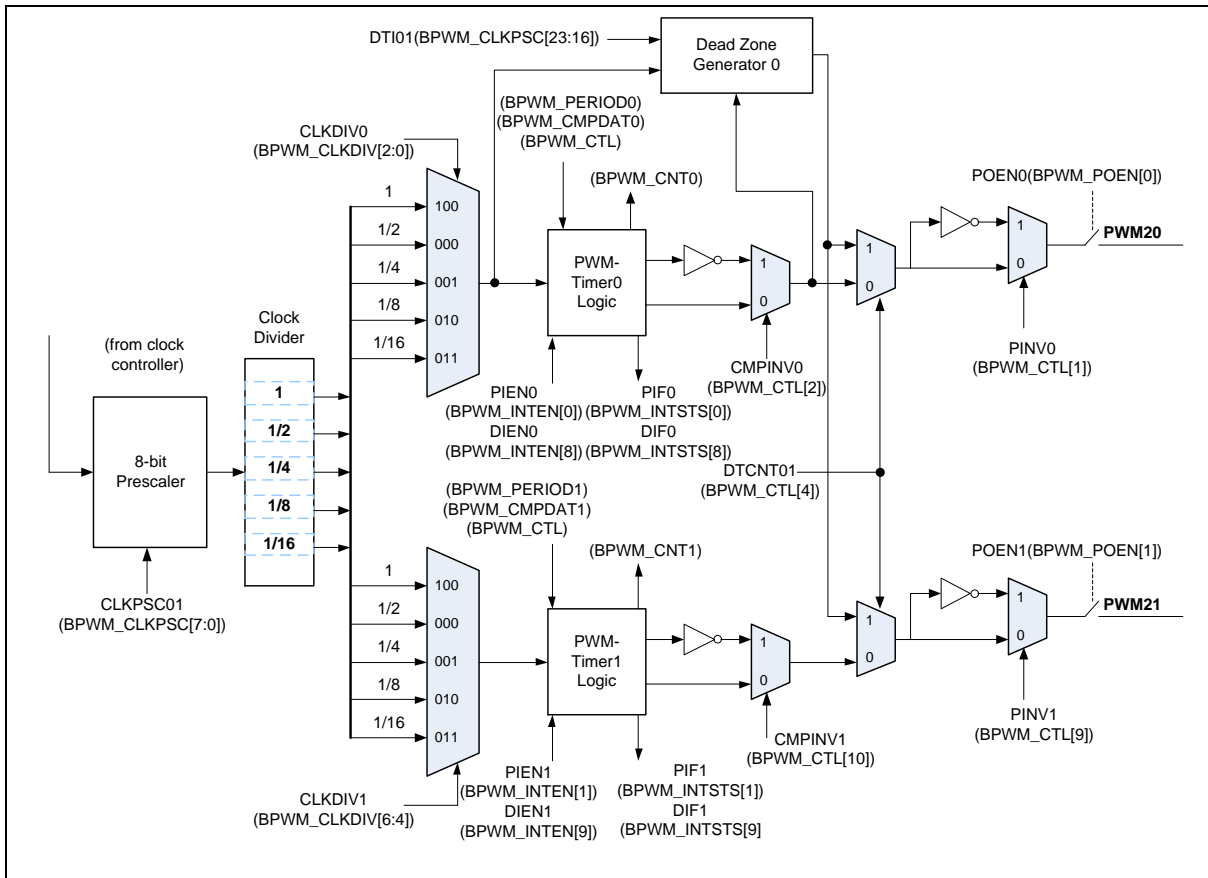 DTI01(BPWM_CLKPSC[23:16])
Dead Zone
Generator 0
(BPWM_PERIOD0)
(BPWM_CMPDAT0)
(BPWM_CTL)
CLKDIV0
(BPWM_CLKDIV[2:0])
(BPWM_CNT0)
POEN0(BPWM_POEN[0])
1
100
1/2
000
1/4
001
1/8
010
1/16
011
PWM-
Timer0
Logic
1
0
1
0
1
0
PWM20
CMPINV0
(BPWM_CTL[2])
PINV0
(BPWM_CTL[1])
PIEN0
(BPWM_INTEN[0])
DIEN0
(BPWM_INTEN[8])
PIF0
(BPWM_INTSTS[0])
DIF0
(BPWM_INTSTS[8])
(from clock
controller)
Clock
Divider
1
1/2
1/4
1/8
1/16
8-bit
Prescaler
CLKPSC01
(BPWM_CLKPSC[7:0])
DTCNT01
(BPWM_CTL[4])
(BPWM_PERIOD1)
(BPWM_CMPDAT1)
(BPWM_CTL)
(BPWM_CNT1)
POEN1(BPWM_POEN[1])
1
100
1/2
000
1/4
001
1/8
010
1/16
011
PWM-
Timer1
Logic
1
0
1
0
1
0
PWM21
CMPINV1
(BPWM_CTL[10])
PINV1
(BPWM_CTL[9])
CLKDIV1
(BPWM_CLKDIV[6:4])
PIEN1
(BPWM_INTEN[1])
DIEN1
(BPWM_INTEN[9])
PIF1
(BPWM_INTSTS[1])
DIF1
(BPWM_INTSTS[9]